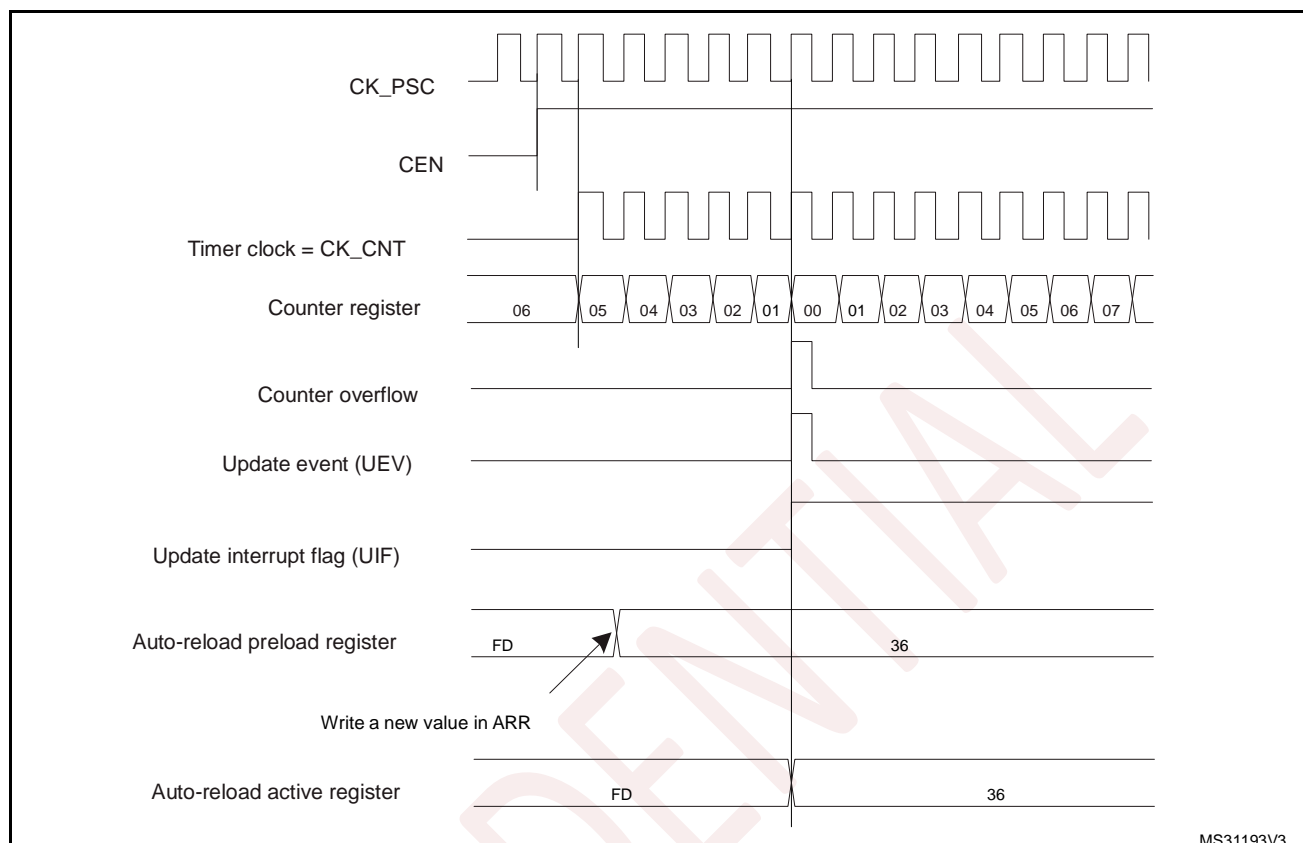 CK_PSC
CEN
Timer clock = CK_CNT
Counter register 06 05 04 03 02 01 00 01 02 03 04 05 06 07
Counter overflow
Update event (UEV)
Update interrupt flag (UIF)
Auto-reload preload register FD 36
Write a new value in ARR
Auto-reload active register FD 36
MS31193V3
DENTIAL